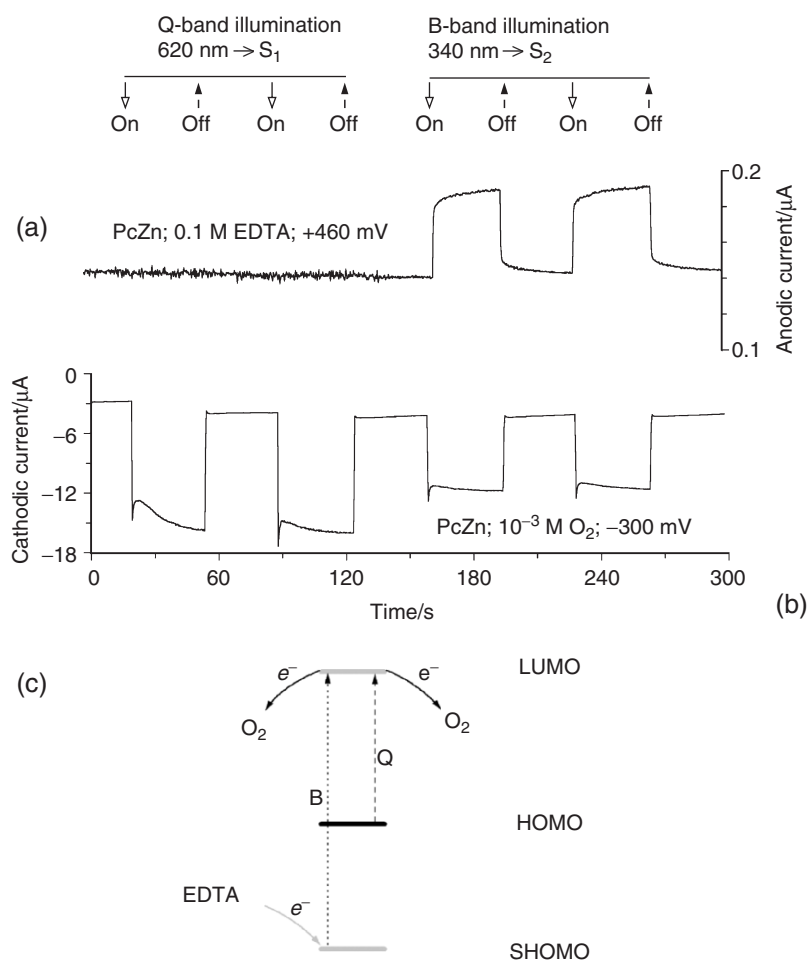 Q-band illumination
620 nm → S₁
B-band illumination
340 nm → S₂
On Off On Off On Off On Off
(a)
PcZn; 0.1 M EDTA; +460 mV
0.2
0.1
Anodic current/μA
0
−6
−12
−18
Cathodic current/μA
PcZn; 10⁻³ M O₂; −300 mV
0 60 120 180 240 300
Time/s
(b)
(c)
e⁻ e⁻ LUMO
O₂ O₂
Q
B
HOMO
EDTA
e⁻
SHOMO